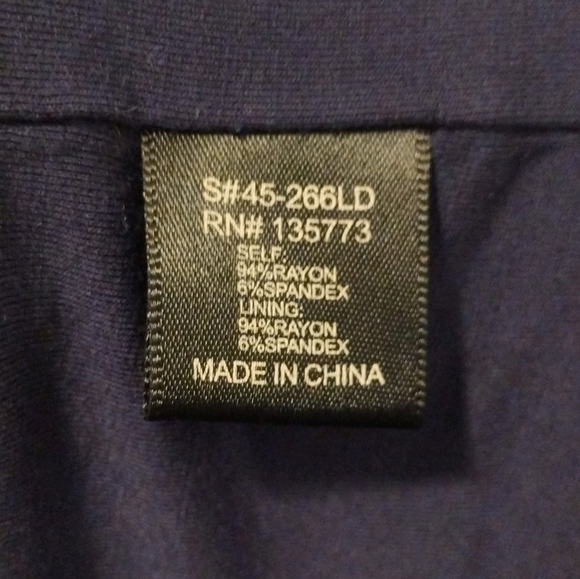 S#45-266LD
RN# 135773
SELF:
94%RAYON
6%SPANDEX
LINING:
94%RAYON
6%SPANDEX
MADE IN CHINA